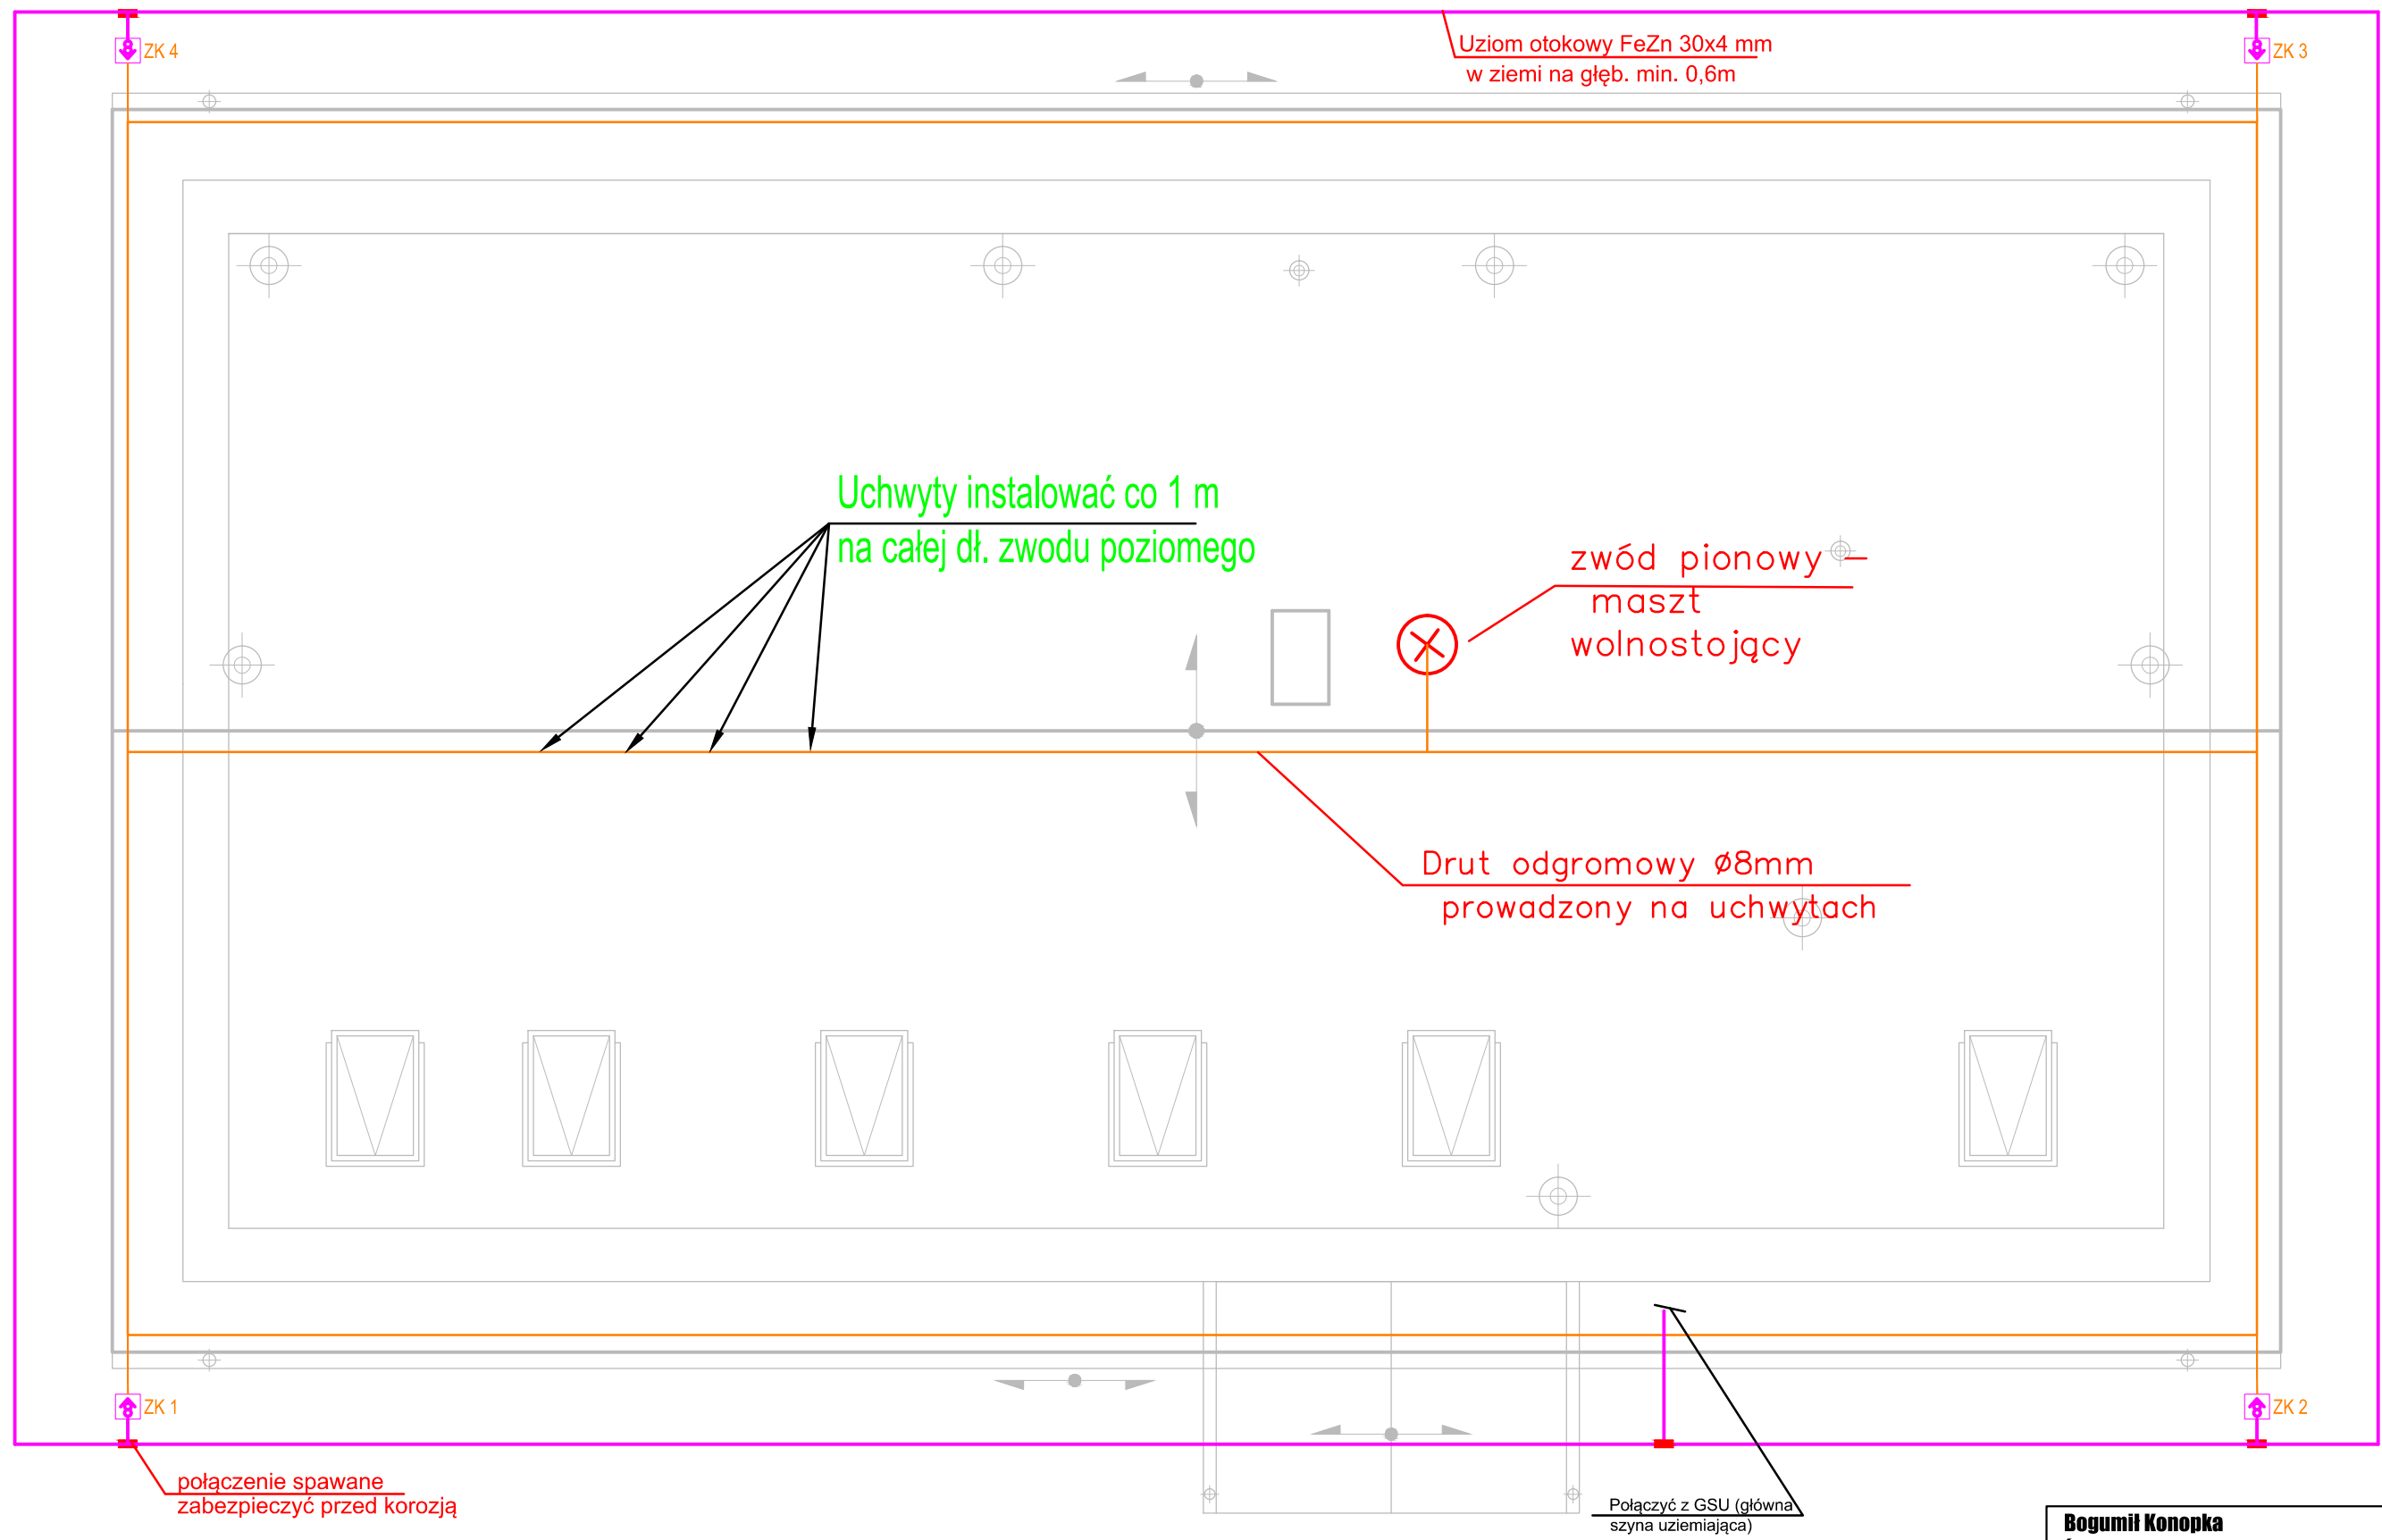 ZK 4
Uziom otokowy FeZn 30x4 mm
w ziemi na głęb. min. 0,6m
ZK 3
Uchwyty instalować co 1 m
na całej dł. zwodu poziomego
zwód pionowy –
maszt
wolnostojący
Drut odgromowy ø8mm
prowadzony na uchwytach
ZK 1
ZK 2
połączenie spawane
zabezpieczyć przed korozją
Połączyć z GSU (główna
szyna uziemiająca)
Bogumił Konopka